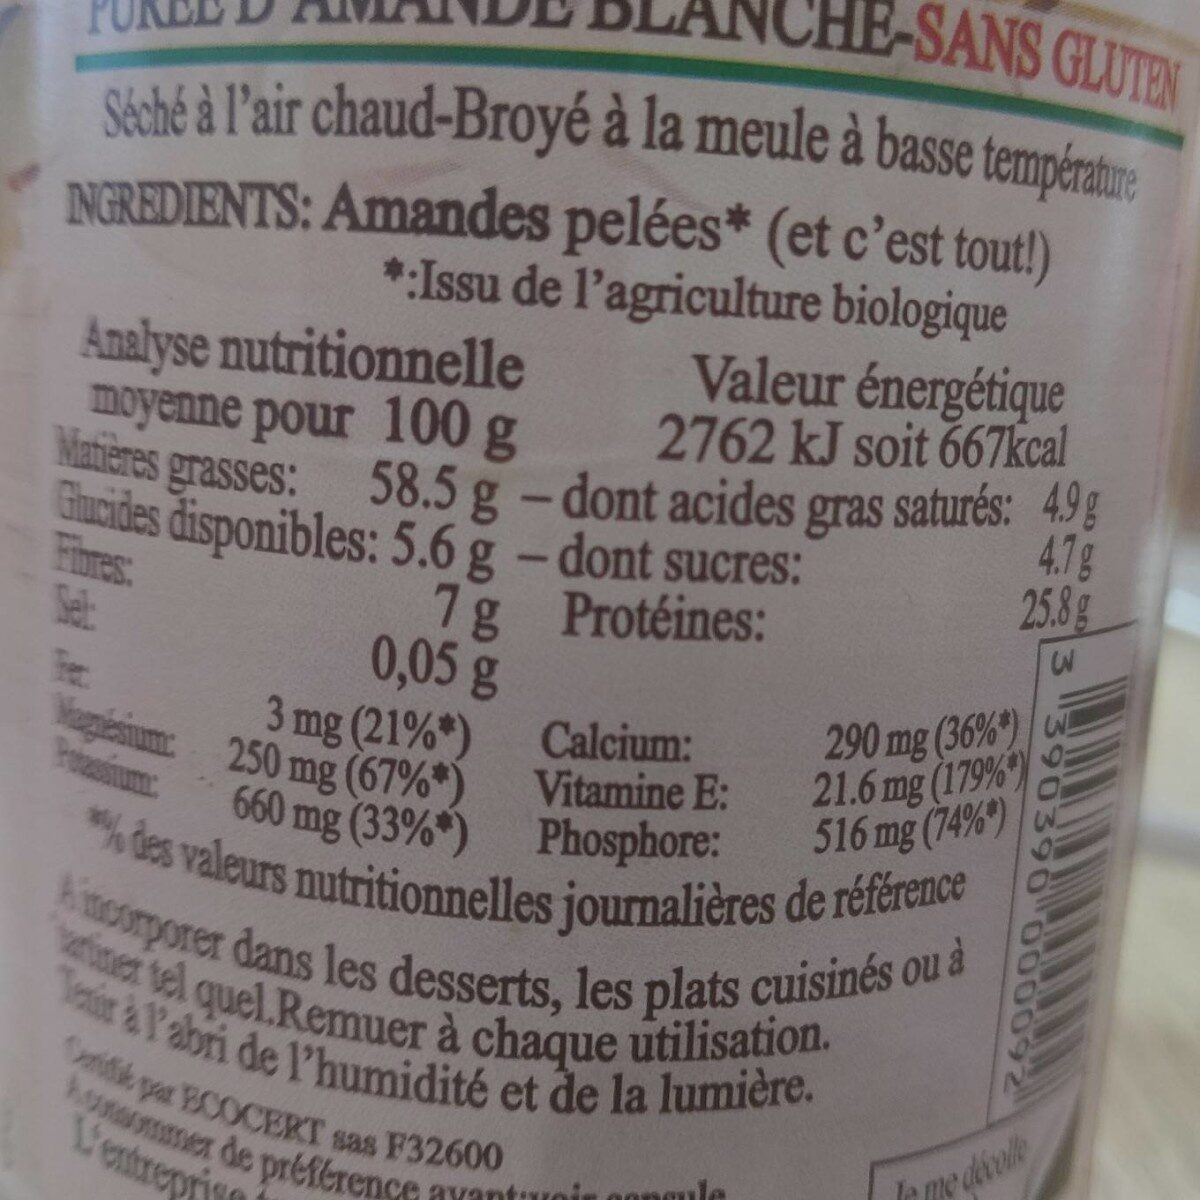 PURÉE D'AMANDE BLANCHE-SANS GLUTEN
Séché à l'air chaud-Broyé à la meule à basse température
INGREDIENTS: Amandes pelées* (et c'est tout!)
*:Issu de l'agriculture biologique
Analyse nutritionnelle
moyenne pour 100 g
Valeur énergétique
2762 kJ soit 667kcal
Matières grasses: 58.5 g – dont acides gras saturés: 4.9 g
Glucides disponibles: 5.6 g – dont sucres: 4.7 g
Fibres: 7 g Protéines: 25.8 g
Sel: 0,05 g
Fer: 3 mg (21%*) Calcium: 290 mg (36%*)
Magnésium: 250 mg (67%*) Vitamine E: 21.6 mg (179%*)
Potassium: 660 mg (33%*) Phosphore: 516 mg (74%*)
*% des valeurs nutritionnelles journalières de référence
A incorporer dans les desserts, les plats cuisinés ou à
tartiner tel quel.Remuer à chaque utilisation.
Tenir à l'abri de l'humidité et de la lumière.
Certifié par ECOCERT sas F32600
A consommer de préférence avant:voir capsule
L'entreprise
3 390390 000092
Je me décolle